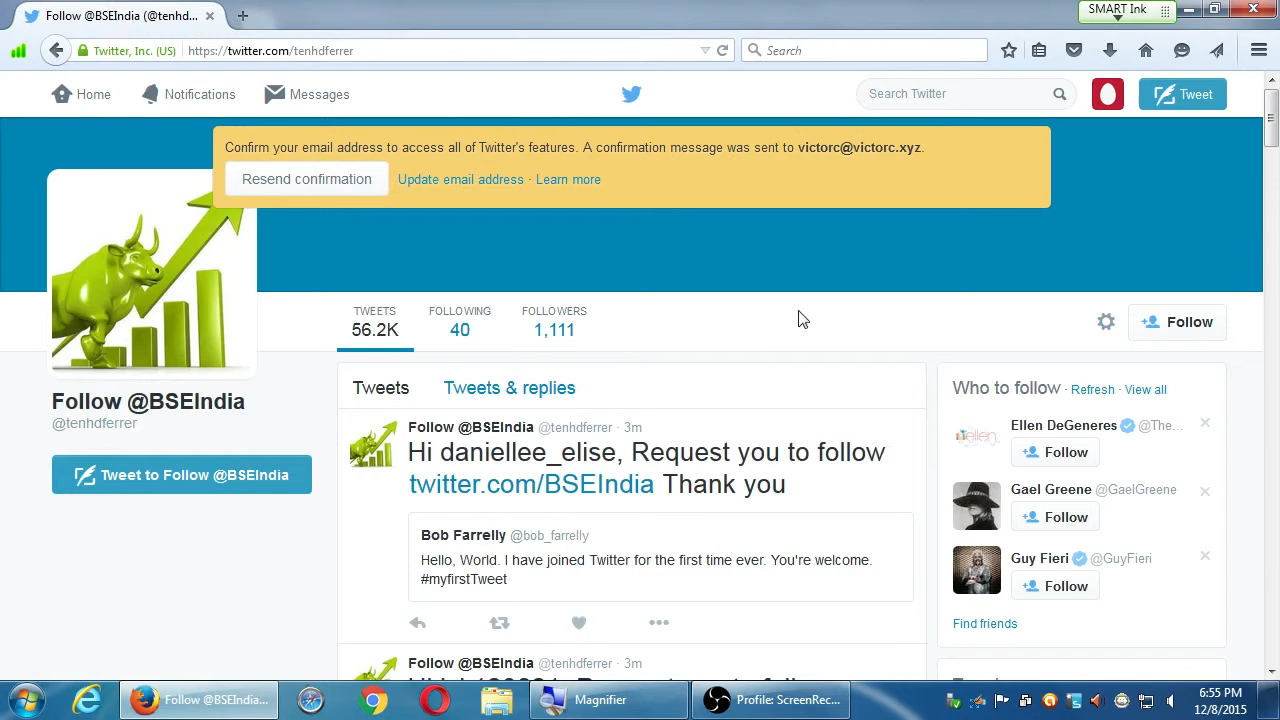 Follow @BSEIndia (@tenhd...
SMART Ink
Twitter, Inc. (US)
https://twitter.com/tenhdferrer
Search
Home
Notifications
Messages
Search Twitter
Tweet
Confirm your email address to access all of Twitter's features. A confirmation message was sent to victorc@victorc.xyz.
Resend confirmation
Update email address · Learn more
TWEETS
56.2K
FOLLOWING
40
FOLLOWERS
1,111
Follow
Follow @BSEIndia
@tenhdferrer
Tweet to Follow @BSEIndia
Tweets
Tweets & replies
Follow @BSEIndia @tenhdferrer · 3m
Hi daniellee_elise, Request you to follow
twitter.com/BSEIndia Thank you
Bob Farrelly @bob_farrelly
Hello, World. I have joined Twitter for the first time ever. You're welcome.
#myfirstTweet
Follow @BSEIndia @tenhdferrer · 3m
Who to follow · Refresh · View all
Ellen DeGeneres @The...
Follow
Gael Greene @GaelGreene
Follow
Guy Fieri @GuyFieri
Follow
Find friends
Follow @BSEIndia...
Magnifier
Profile: ScreenRec...
6:55 PM
12/8/2015